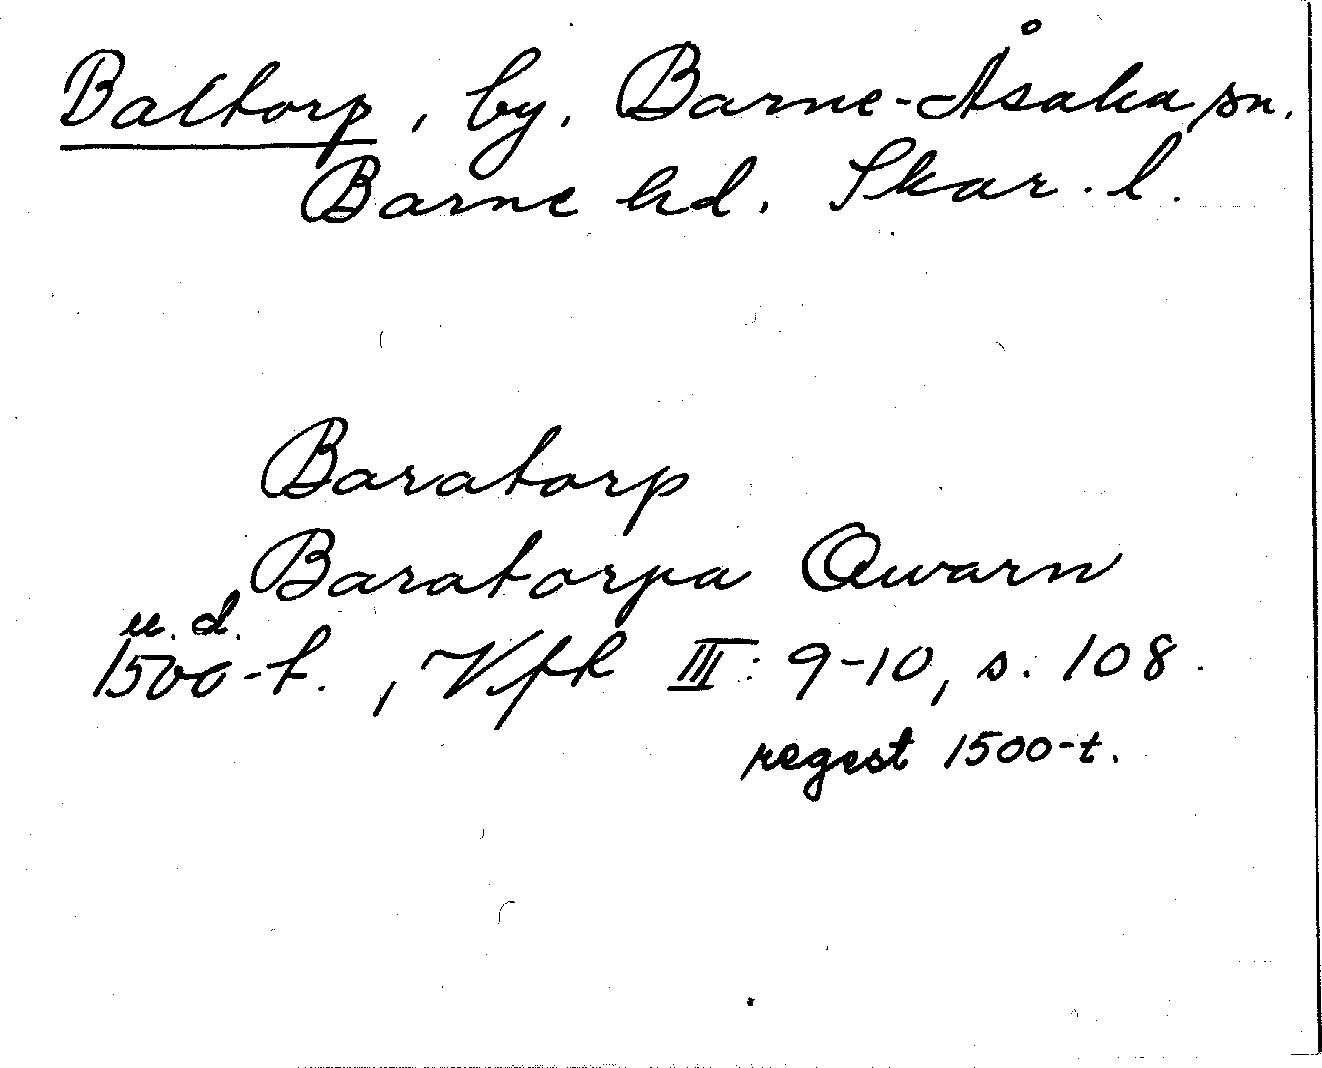 Baltorp, by. Barne-Åsaka sn.
Barne hd. Skar. l.
Baratorp
Baratorpa Qwarn
u. d.
1500-t., Vfh III: 9-10, s. 108.
regest 1500-t.